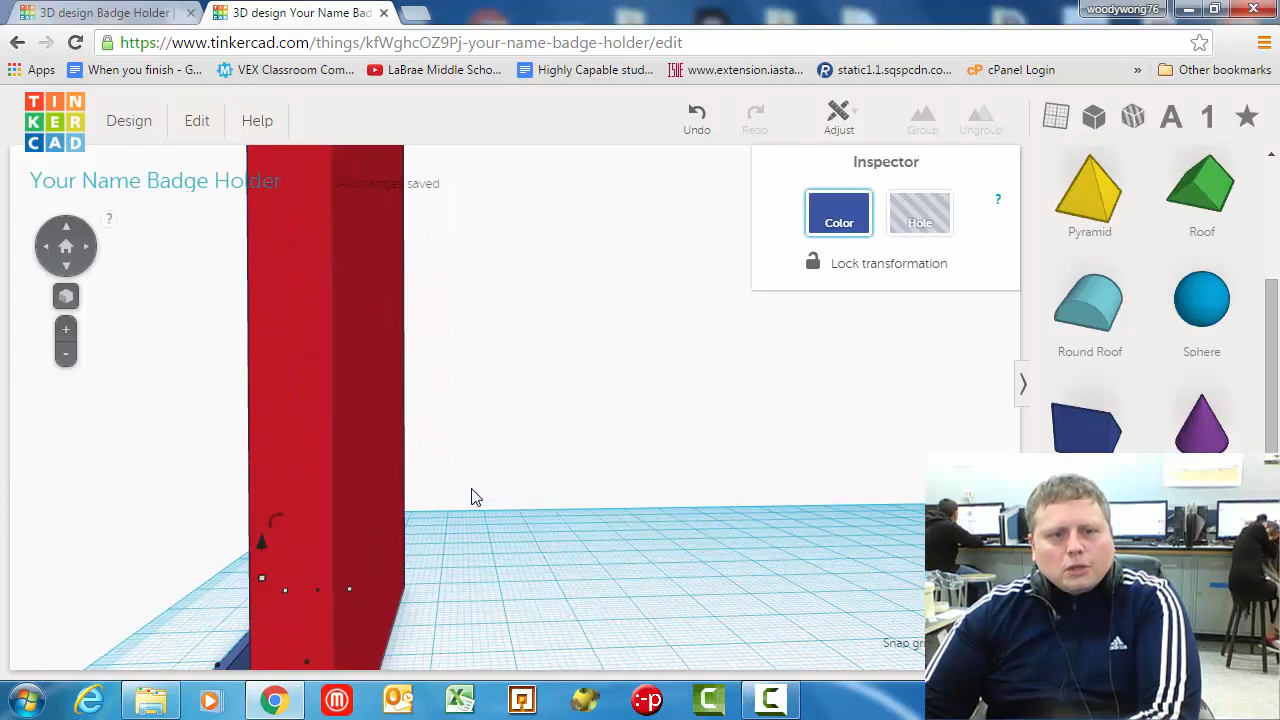 3D design Badge Holder |
3D design Your Name Bad
woodywong76
https://www.tinkercad.com/things/kfWghcOZ9Pj-your-name-badge-holder/edit
Apps
When you finish - G...
VEX Classroom Com...
LaBrae Middle Scho...
Highly Capable stud...
www.extension.iasta...
static1.1.sqspcdn.co...
cP cPanel Login
»
Other bookmarks
TIN
KER
CAD
Design
Edit
Help
Undo
Redo
Adjust
Group
Ungroup
A
1
Your Name Badge Holder
All changes saved
?
Inspector
Color
Hole
?
Lock transformation
Pyramid
Roof
Round Roof
Sphere
+
-
Snap gr
adidas